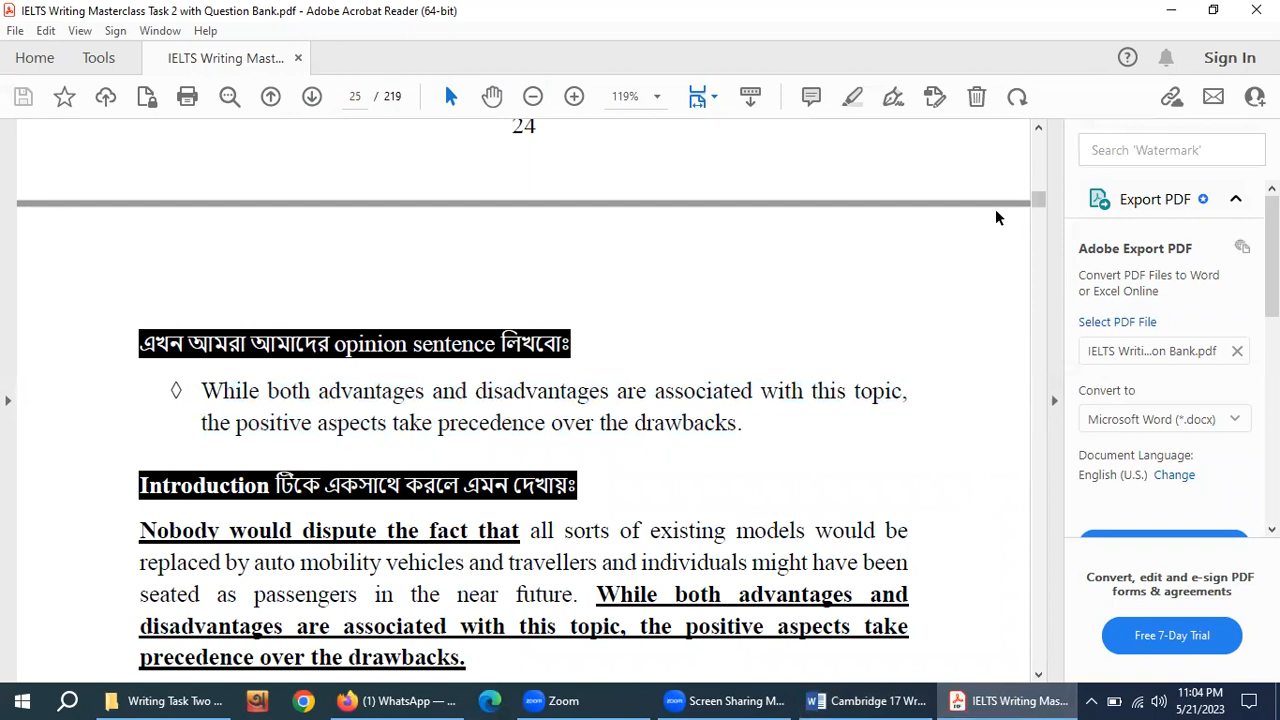 IELTS Writing Masterclass Task 2 with Question Bank.pdf - Adobe Acrobat Reader (64-bit)
File Edit View Sign Window Help
Home Tools IELTS Writing Mast... × Sign In
25 / 219 119%
24
Search 'Watermark'
Export PDF
Adobe Export PDF
Convert PDF Files to Word
or Excel Online
Select PDF File
IELTS Writi...on Bank.pdf
Convert to
Microsoft Word (*.docx)
Document Language:
English (U.S.) Change
Convert, edit and e-sign PDF
forms & agreements
Free 7-Day Trial
এখন আমরা আমাদের opinion sentence লিখবোঃ
◊ While both advantages and disadvantages are associated with this topic,
the positive aspects take precedence over the drawbacks.
Introduction টিকে একসাথে করলে এমন দেখায়ঃ
Nobody would dispute the fact that all sorts of existing models would be
replaced by auto mobility vehicles and travellers and individuals might have been
seated as passengers in the near future. While both advantages and
disadvantages are associated with this topic, the positive aspects take
precedence over the drawbacks.
Writing Task Two ... (1) WhatsApp — ... Zoom Screen Sharing M... Cambridge 17 Wr... IELTS Writing Mas... 11:04 PM
5/21/2023